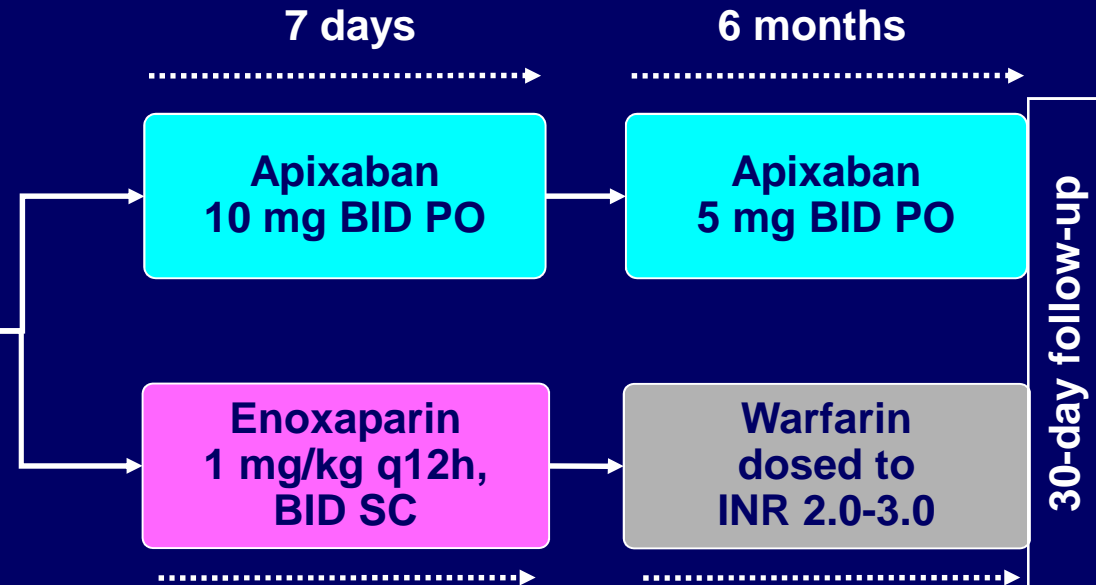 7 days
6 months
Apixaban
10 mg BID PO
Apixaban
5 mg BID PO
Enoxaparin
1 mg/kg q12h,
BID SC
Warfarin
dosed to
INR 2.0-3.0
30-day follow-up